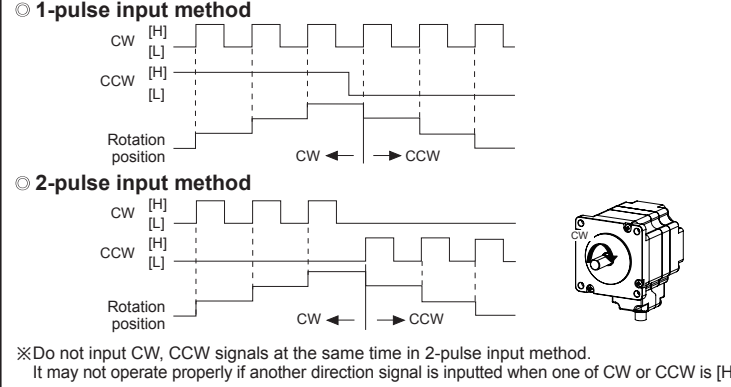 ◎ 1-pulse input method
CW [H]
[L]
CCW [H]
[L]
Rotation
position
CW CCW
◎ 2-pulse input method
CW [H]
[L]
CCW [H]
[L]
Rotation
position
CW CCW
CW
※Do not input CW, CCW signals at the same time in 2-pulse input method.
It may not operate properly if another direction signal is inputted when one of CW or CCW is [H